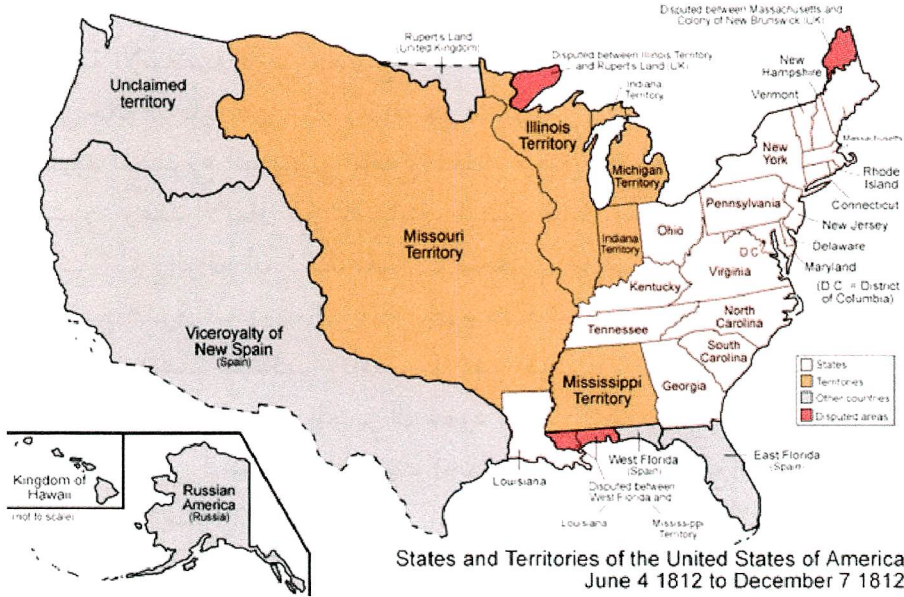 Disputed between Massachusetts and
Colony of New Brunswick (UK)
Rupert's Land
(United Kingdom)
Disputed between Illinois Territory
and Rupert's Land (UK)
New
Hampshire
Vermont
Unclaimed
territory
Indiana
Territory
Illinois
Territory
Massachusetts
New
York
Michigan
Territory
Rhode
Island
Connecticut
Pennsylvania
New Jersey
Missouri
Territory
Indiana
Territory
Ohio
D.C.
Delaware
Maryland
(D.C. = District
of Columbia)
Virginia
Kentucky
Viceroyalty of
New Spain
(Spain)
North
Carolina
Tennessee
South
Carolina
States
Territories
Other countries
Disputed areas
Mississippi
Territory
Georgia
East Florida
(Spain)
West Florida
(Spain)
Louisiana
Disputed between
West Florida and
Louisiana
Mississippi
Territory
Kingdom of
Hawaii
(not to scale)
Russian
America
(Russia)
States and Territories of the United States of America
June 4 1812 to December 7 1812